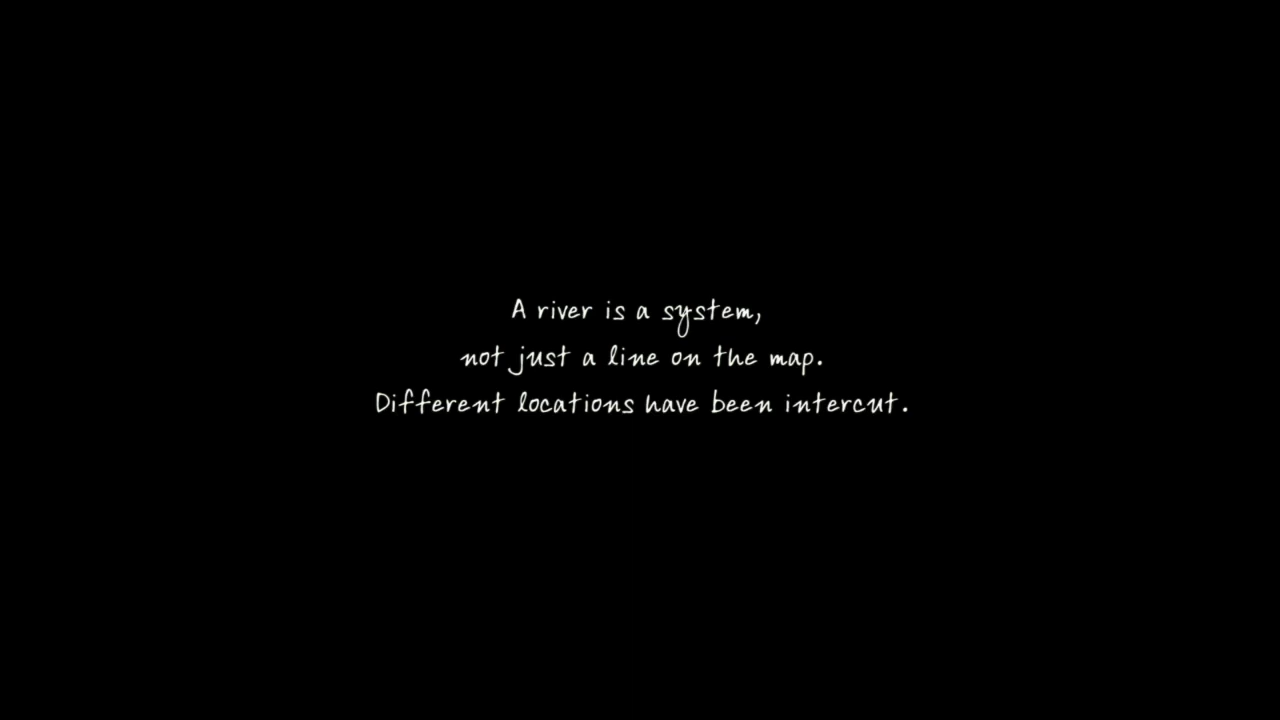 A river is a system,
not just a line on the map.
Different locations have been intercut.